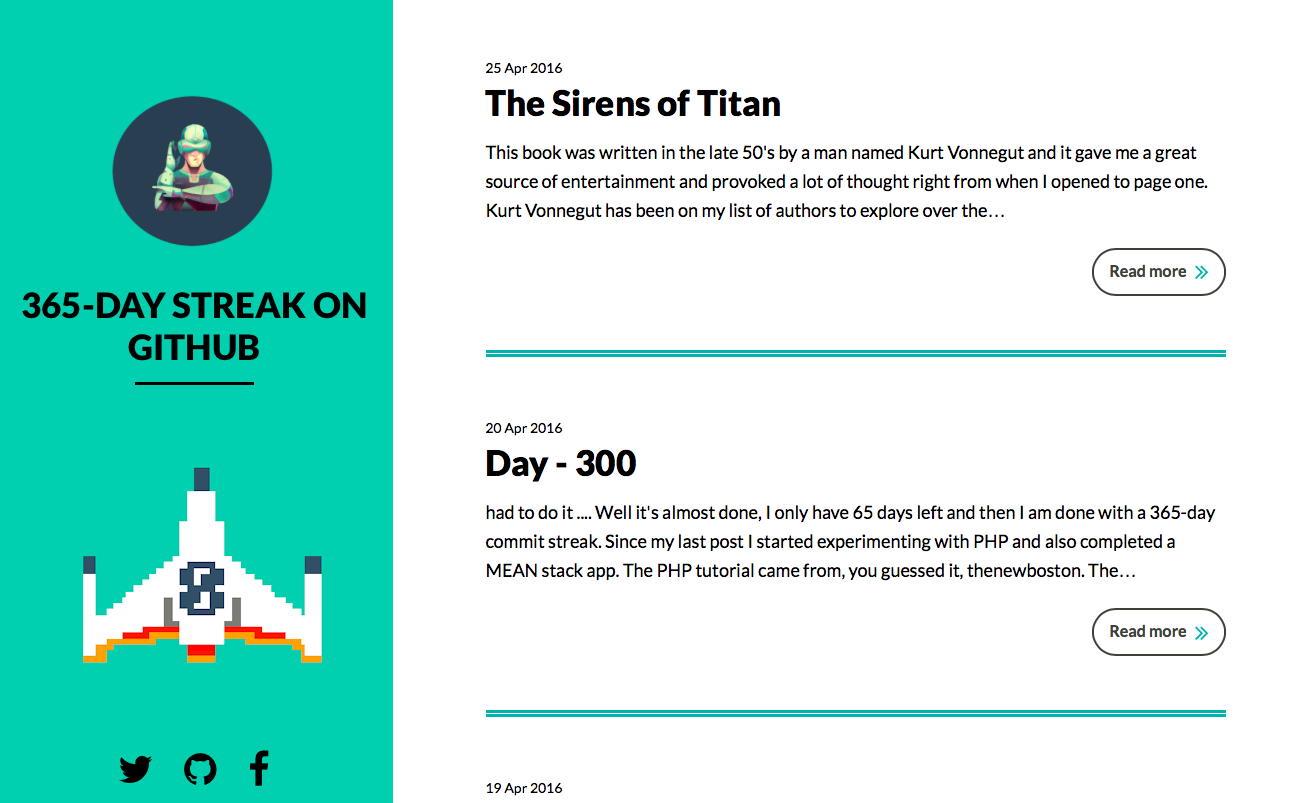 365-DAY STREAK ON
GITHUB
8
25 Apr 2016
The Sirens of Titan
This book was written in the late 50's by a man named Kurt Vonnegut and it gave me a great
source of entertainment and provoked a lot of thought right from when I opened to page one.
Kurt Vonnegut has been on my list of authors to explore over the…
Read more
20 Apr 2016
Day - 300
had to do it .... Well it's almost done, I only have 65 days left and then I am done with a 365-day
commit streak. Since my last post I started experimenting with PHP and also completed a
MEAN stack app. The PHP tutorial came from, you guessed it, thenewboston. The…
Read more
19 Apr 2016